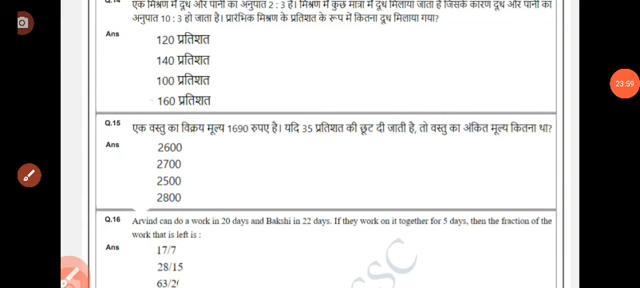 Q.14 एक मिश्रण में दूध और पानी का अनुपात 2 : 3 है। मिश्रण में कुछ मात्रा में दूध मिलाया जाता है जिसके कारण दूध और पानी का
अनुपात 10 : 3 हो जाता है। प्रारंभिक मिश्रण के प्रतिशत के रूप में कितना दूध मिलाया गया?
Ans
120 प्रतिशत
140 प्रतिशत
100 प्रतिशत
160 प्रतिशत
23:59
Q.15 एक वस्तु का विक्रय मूल्य 1690 रुपए है। यदि 35 प्रतिशत की छूट दी जाती है, तो वस्तु का अंकित मूल्य कितना था?
Ans
2600
2700
2500
2800
Q.16 Arvind can do a work in 20 days and Bakshi in 22 days. If they work on it together for 5 days, then the fraction of the
work that is left is :
Ans
17/7
28/15
SSC